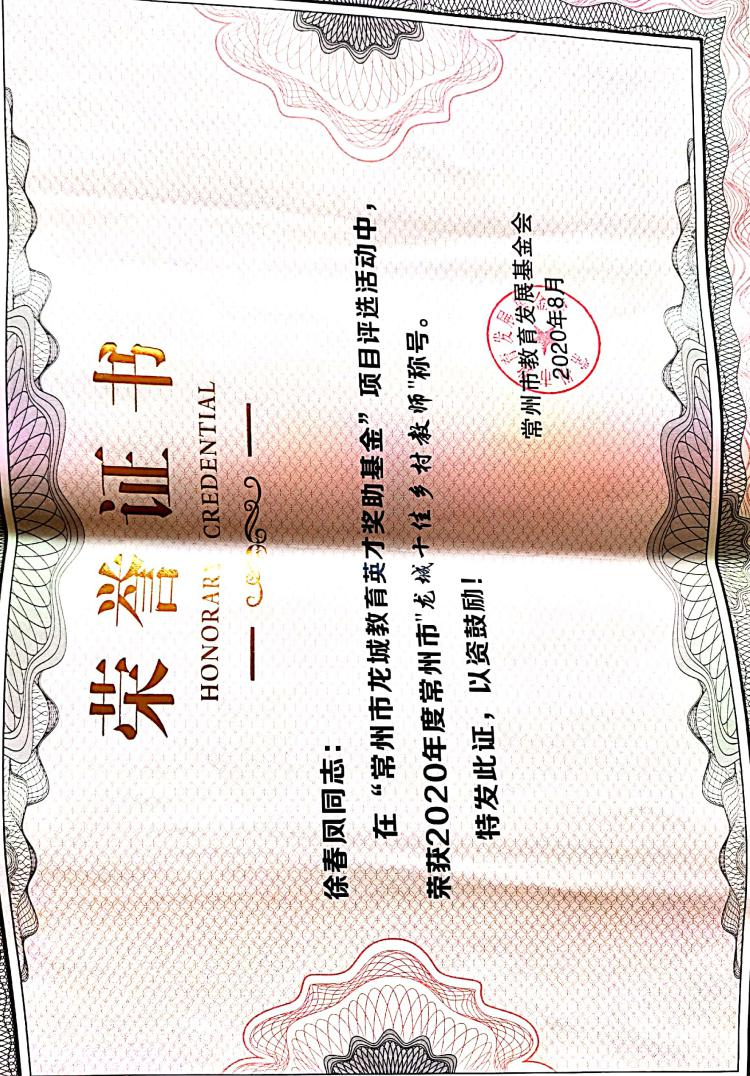 荣誉证书
HONORARY CREDENTIAL
徐春凤同志：
在“常州市龙城教育英才奖助基金”项目评选活动中，
荣获2020年度常州市"龙城十佳乡村教师"称号。
特发此证，以资鼓励！
常州市教育发展基金会
2020年8月